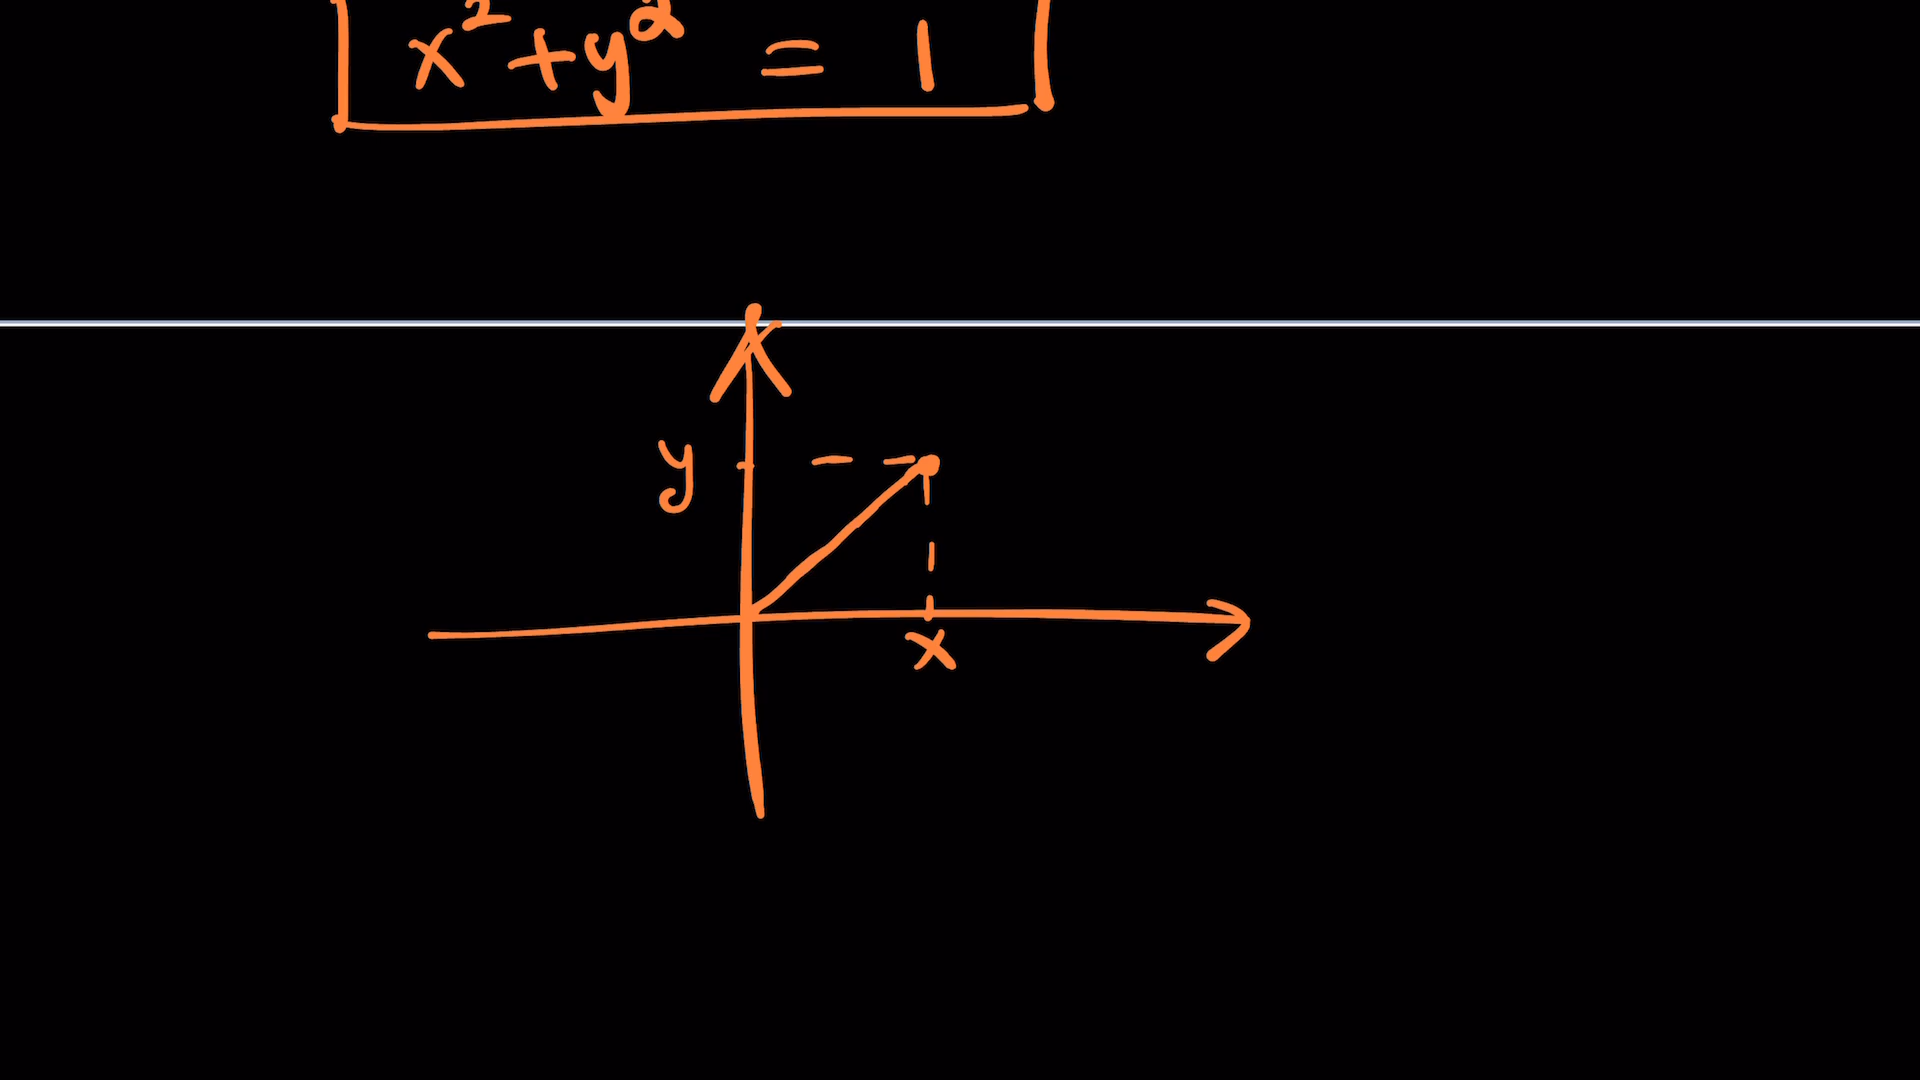 x² + y² = 1
y
x